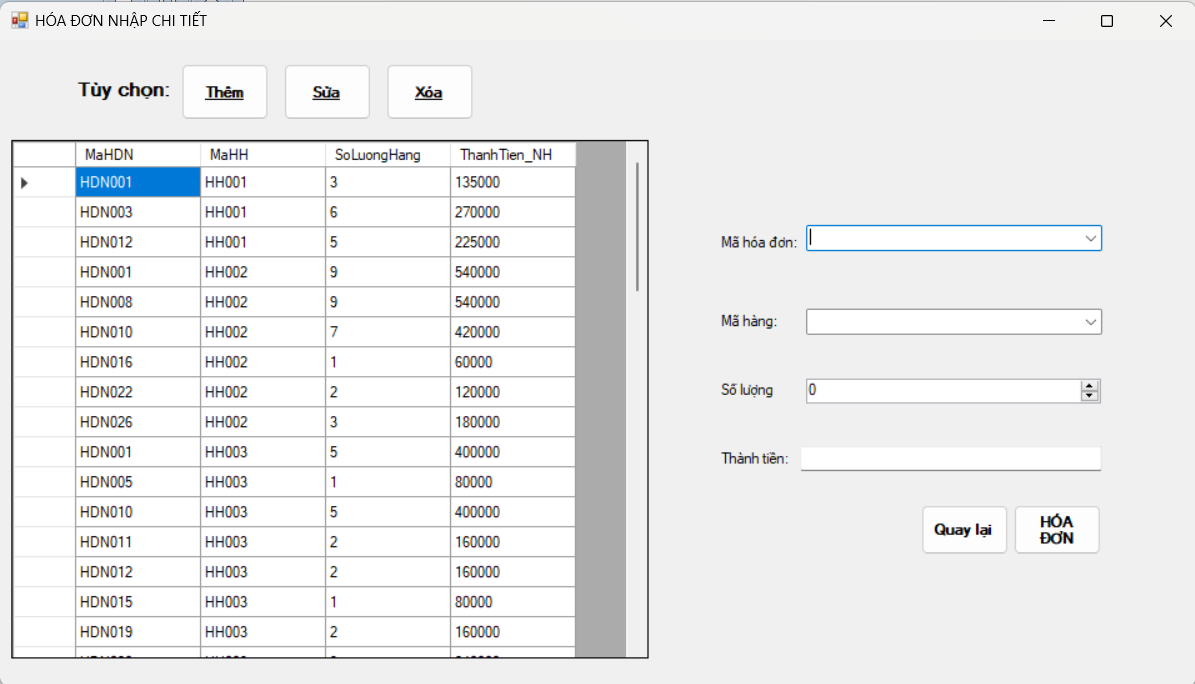 HÓA ĐƠN NHẬP CHI TIẾT
Tùy chọn: Thêm Sửa Xóa
MaHDN MaHH SoLuongHang ThanhTien_NH
HDN001 HH001 3 135000
HDN003 HH001 6 270000
HDN012 HH001 5 225000
HDN001 HH002 9 540000
HDN008 HH002 9 540000
HDN010 HH002 7 420000
HDN016 HH002 1 60000
HDN022 HH002 2 120000
HDN026 HH002 3 180000
HDN001 HH003 5 400000
HDN005 HH003 1 80000
HDN010 HH003 5 400000
HDN011 HH003 2 160000
HDN012 HH003 2 160000
HDN015 HH003 1 80000
HDN019 HH003 2 160000
Mã hóa đơn:
Mã hàng:
Số lượng 0
Thành tiền:
Quay lại
HÓA
ĐƠN